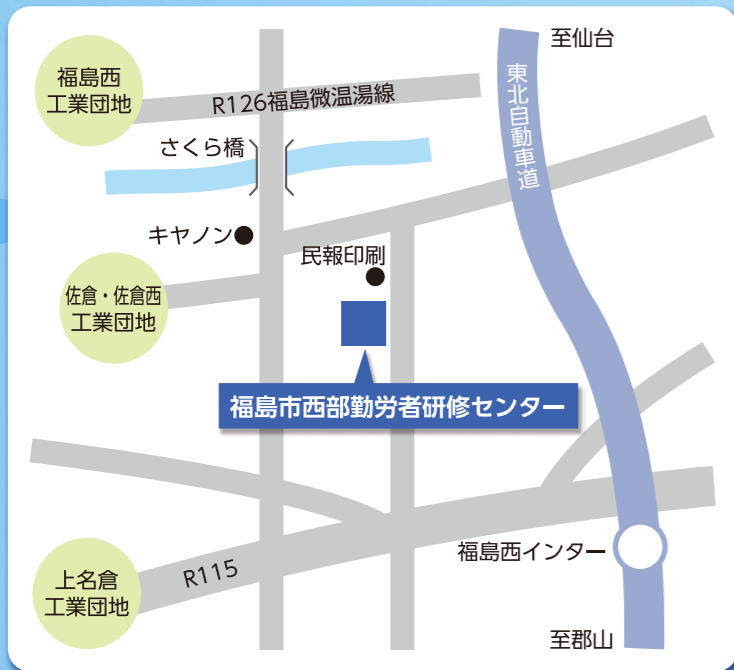 至仙台
福島西
工業団地
R126福島微温湯線
東北自動車道
さくら橋
キヤノン
民報印刷
佐倉・佐倉西
工業団地
福島市西部勤労者研修センター
福島西インター
R115
上名倉
工業団地
至郡山